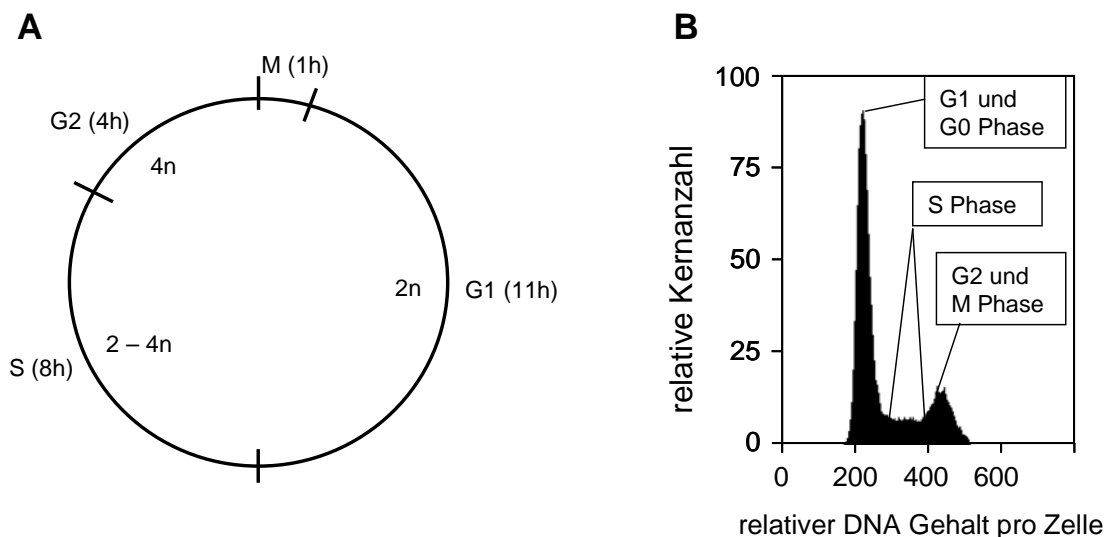 A
M (1h)
G2 (4h)
4n
2n
G1 (11h)
2 – 4n
S (8h)
B
relative Kernanzahl
100
75
50
25
0
G1 und
G0 Phase
S Phase
G2 und
M Phase
0 200 400 600
relativer DNA Gehalt pro Zelle